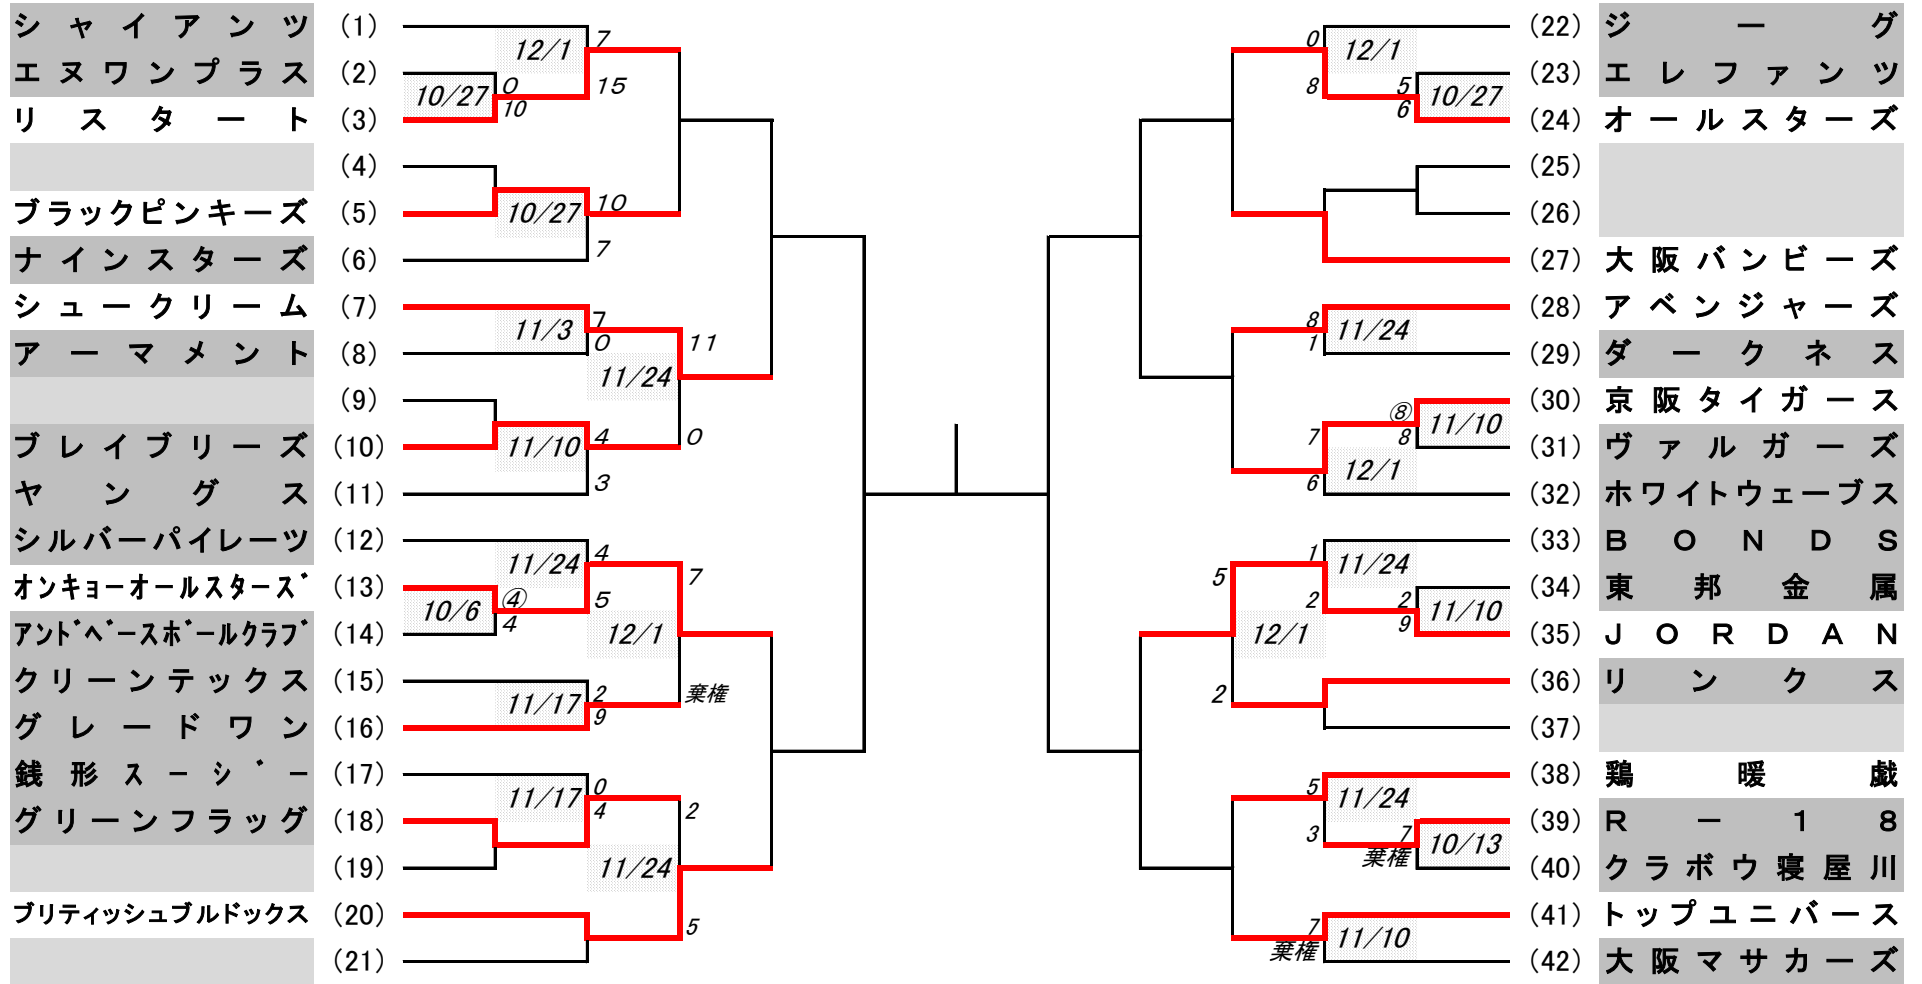 シャイアンツ (1) 12/1 7 0 12/1 (22) ジーグ
エヌワンプラス (2) 10/27 0 15 8 5 10/27 (23) エレファンツ
リスタート (3) 10 6 (24) オールスターズ
(4) (25)
ブラックピンキーズ (5) 10/27 10 (26)
ナインスターズ (6) 7 (27) 大阪バンビーズ
シュークリーム (7) 11/3 7 8 11/24 (28) アベンジャーズ
アーマメント (8) 0 11 1 (29) ダークネス
11/24
(9) ⑧ 11/10 (30) 京阪タイガース
ブレイブリーズ (10) 11/10 4 0 7 8 (31) ヴァルガーズ
ヤングス (11) 3 6 12/1 (32) ホワイトウェーブス
シルバーパイレーツ (12) 11/24 4 1 11/24 (33) BONDS
オンキョーオールスターズ (13) 10/6 ④ 5 7 5 2 2 11/10 (34) 東邦金属
アンドベースボールクラブ (14) 4 12/1 12/1 9 (35) JORDAN
クリーンテックス (15) 11/17 2 棄権 2 (36) リンクス
グレードワン (16) 9 (37)
銭形スージー (17) 11/17 0 5 11/24 (38) 鶏暖戯
グリーンフラッグ (18) 4 2 3 7 10/13 (39) R-18
(19) 11/24 棄権 (40) クラボウ寝屋川
ブリティッシュブルドックス (20) 5 7 11/10 (41) トップユニバース
(21) 棄権 (42) 大阪マサカーズ